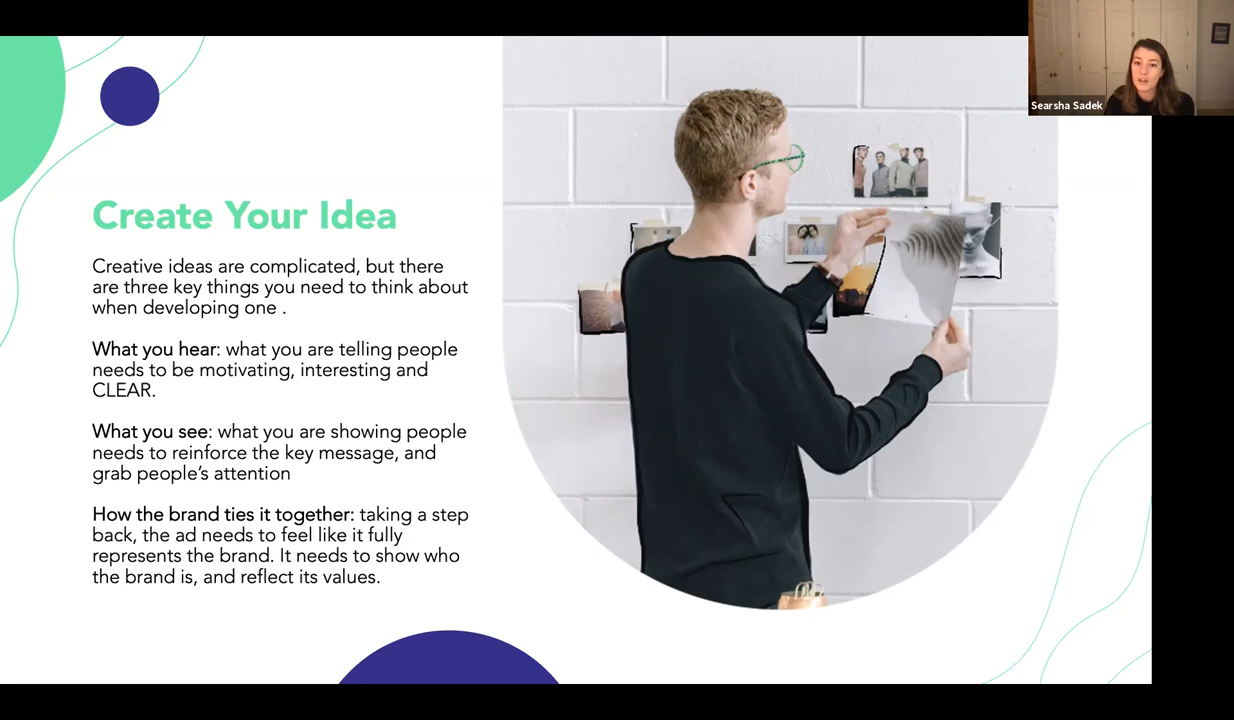 Searsha Sadek
Create Your Idea
Creative ideas are complicated, but there
are three key things you need to think about
when developing one .
What you hear: what you are telling people
needs to be motivating, interesting and
CLEAR.
What you see: what you are showing people
needs to reinforce the key message, and
grab people’s attention
How the brand ties it together: taking a step
back, the ad needs to feel like it fully
represents the brand. It needs to show who
the brand is, and reflect its values.